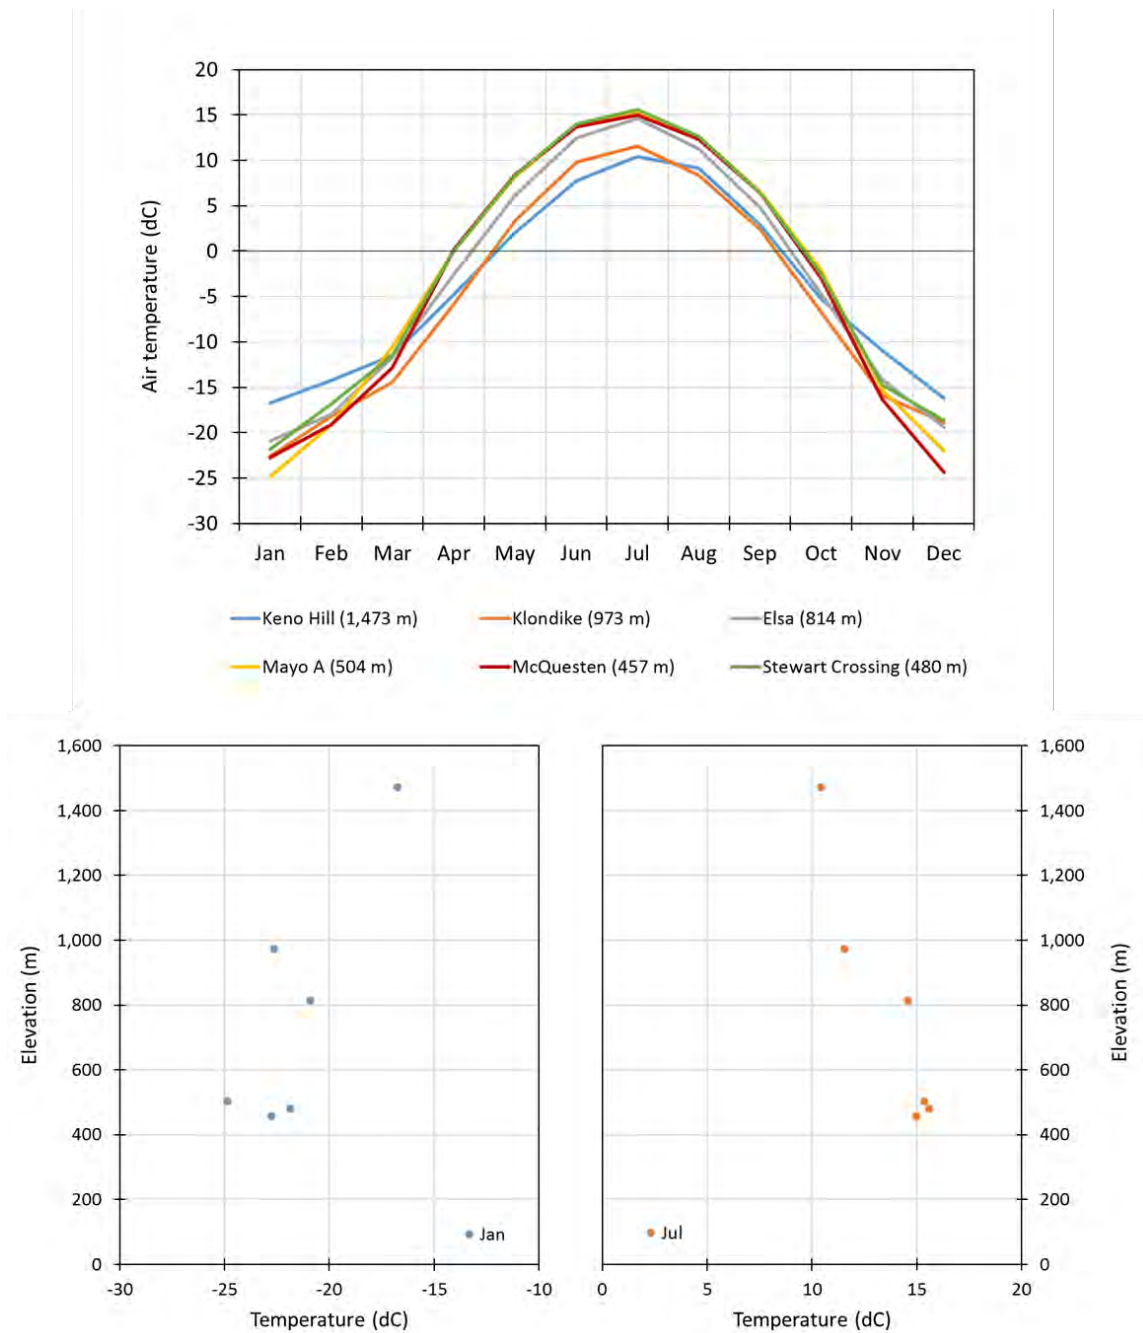 20
15
10
5
0
-5
-10
-15
-20
-25
-30
Air temperature (dC)
Jan Feb Mar Apr May Jun Jul Aug Sep Oct Nov Dec
Keno Hill (1,473 m) Klondike (973 m) Elsa (814 m)
Mayo A (504 m) McQuesten (457 m) Stewart Crossing (480 m)
1,600
1,400
1,200
1,000
800
600
400
200
0
Elevation (m)
Jan
-30 -25 -20 -15 -10
Temperature (dC)
1,600
1,400
1,200
1,000
800
600
400
200
0
Elevation (m)
Jul
0 5 10 15 20
Temperature (dC)